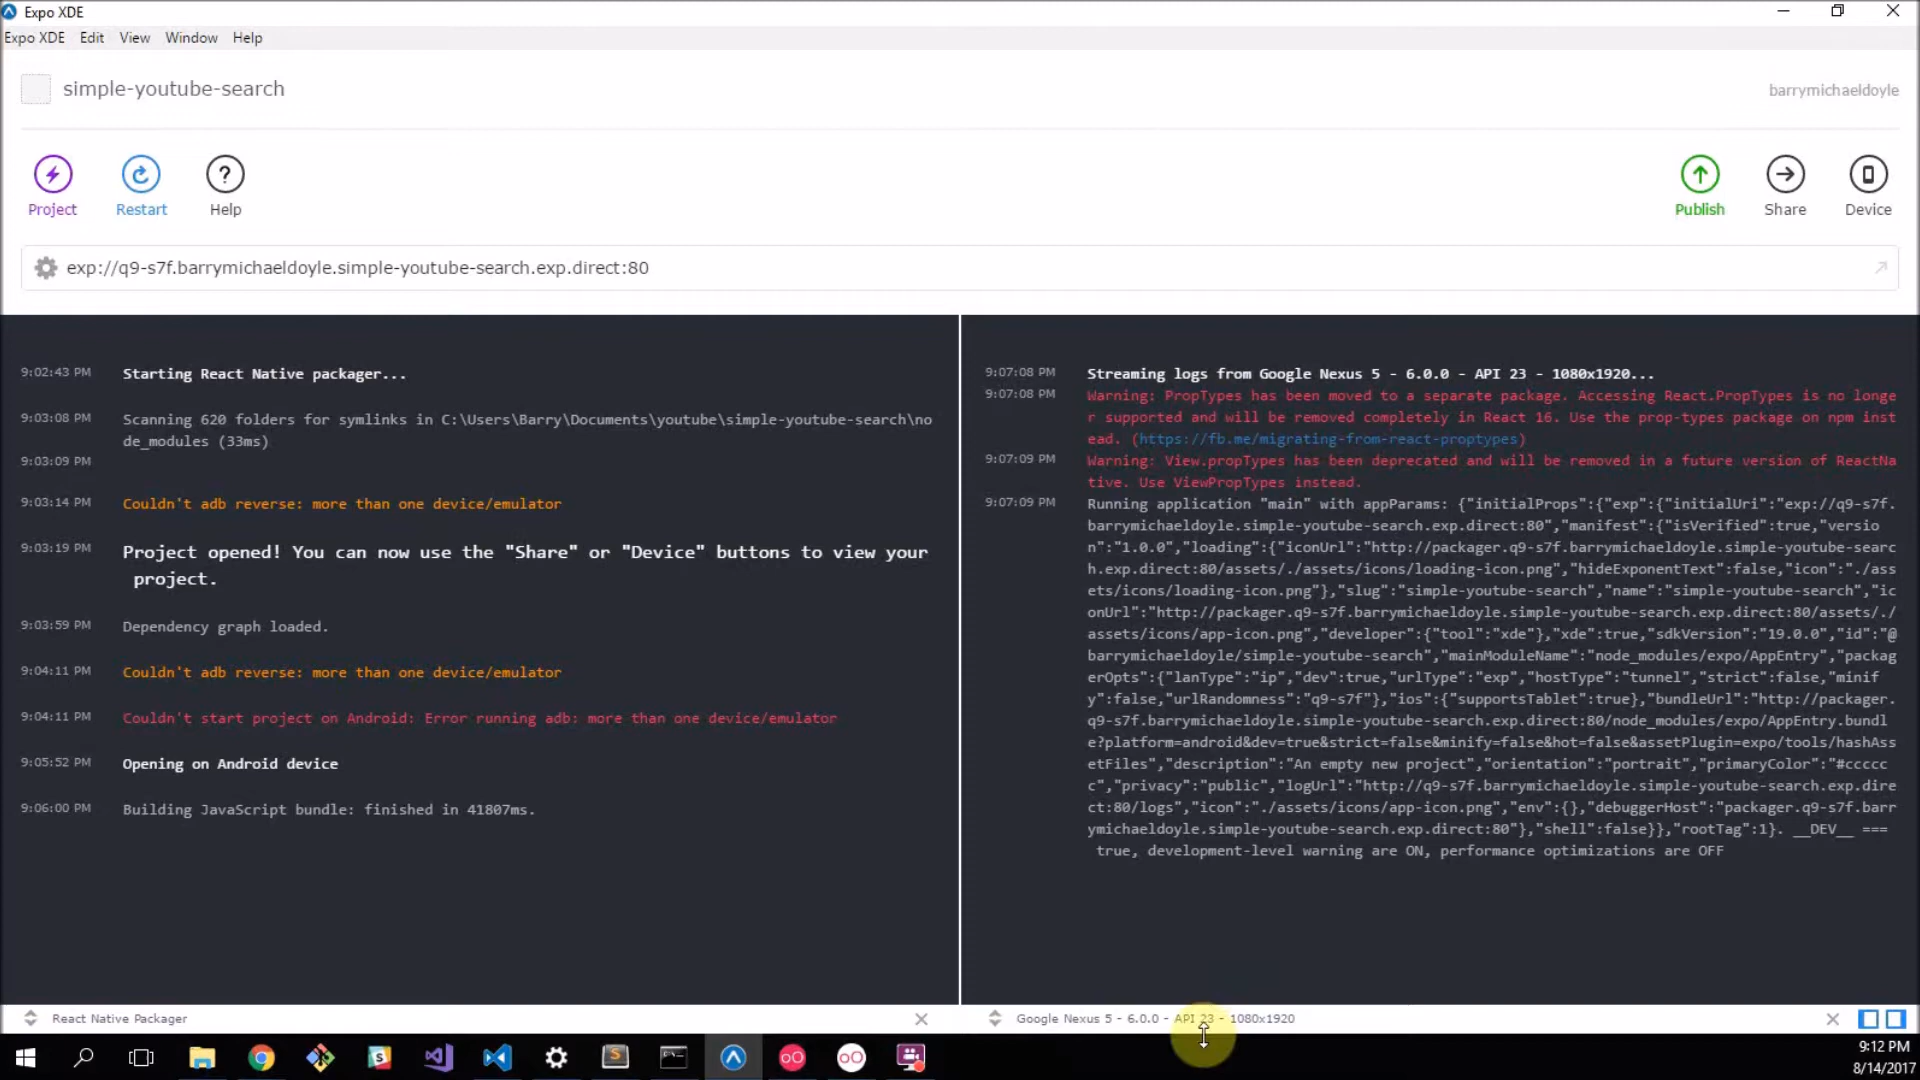 Expo XDE
Expo XDE Edit View Window Help
simple-youtube-search
barrymichaeldoyle
Project Restart Help
Publish Share Device
exp://q9-s7f.barrymichaeldoyle.simple-youtube-search.exp.direct:80
9:02:43 PM Starting React Native packager...
9:03:08 PM Scanning 620 folders for symlinks in C:\Users\Barry\Documents\youtube\simple-youtube-search\no
de_modules (33ms)
9:03:09 PM
9:03:14 PM Couldn't adb reverse: more than one device/emulator
9:03:19 PM Project opened! You can now use the "Share" or "Device" buttons to view your
project.
9:03:59 PM Dependency graph loaded.
9:04:11 PM Couldn't adb reverse: more than one device/emulator
9:04:11 PM Couldn't start project on Android: Error running adb: more than one device/emulator
9:05:52 PM Opening on Android device
9:06:00 PM Building JavaScript bundle: finished in 41807ms.
9:07:08 PM Streaming logs from Google Nexus 5 - 6.0.0 - API 23 - 1080x1920...
9:07:08 PM Warning: PropTypes has been moved to a separate package. Accessing React.PropTypes is no longe
r supported and will be removed completely in React 16. Use the prop-types package on npm inst
ead. (https://fb.me/migrating-from-react-proptypes)
9:07:09 PM Warning: View.propTypes has been deprecated and will be removed in a future version of ReactNa
tive. Use ViewPropTypes instead.
9:07:09 PM Running application "main" with appParams: {"initialProps":{"exp":{"initialUri":"exp://q9-s7f.
barrymichaeldoyle.simple-youtube-search.exp.direct:80","manifest":{"isVerified":true,"versio
n":"1.0.0","loading":{"iconUrl":"http://packager.q9-s7f.barrymichaeldoyle.simple-youtube-searc
h.exp.direct:80/assets/./assets/icons/loading-icon.png","hideExponentText":false,"icon":"./ass
ets/icons/loading-icon.png"},"slug":"simple-youtube-search","name":"simple-youtube-search","ic
onUrl":"http://packager.q9-s7f.barrymichaeldoyle.simple-youtube-search.exp.direct:80/assets/./
assets/icons/app-icon.png","developer":{"tool":"xde"},"xde":true,"sdkVersion":"19.0.0","id":"@
barrymichaeldoyle/simple-youtube-search","mainModuleName":"node_modules/expo/AppEntry","packag
erOpts":{"lanType":"ip","dev":true,"urlType":"exp","hostType":"tunnel","strict":false,"minif
y":false,"urlRandomness":"q9-s7f"},"ios":{"supportsTablet":true},"bundleUrl":"http://packager.
q9-s7f.barrymichaeldoyle.simple-youtube-search.exp.direct:80/node_modules/expo/AppEntry.bundl
e?platform=android&dev=true&strict=false&minify=false&hot=false&assetPlugin=expo/tools/hashAss
etFiles","description":"An empty new project","orientation":"portrait","primaryColor":"#ccccc
c","privacy":"public","logUrl":"http://q9-s7f.barrymichaeldoyle.simple-youtube-search.exp.dire
ct:80/logs","icon":"./assets/icons/app-icon.png","env":{},"debuggerHost":"packager.q9-s7f.barr
ymichaeldoyle.simple-youtube-search.exp.direct:80"},"shell":false}},"rootTag":1}. __DEV__ ===
true, development-level warning are ON, performance optimizations are OFF
React Native Packager
Google Nexus 5 - 6.0.0 - API 23 - 1080x1920
9:12 PM
8/14/2017